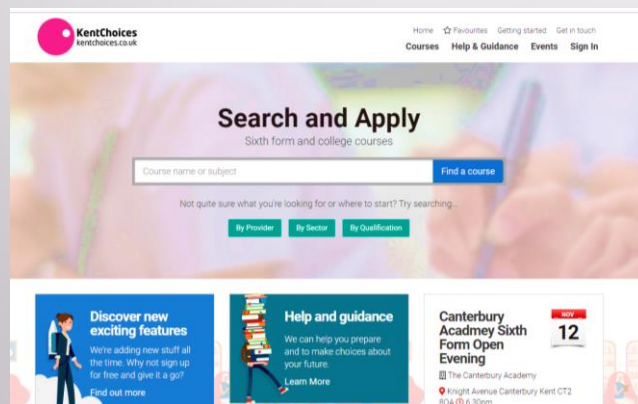 KentChoices
kentchoices.co.uk
Home Favourites Getting started Get in touch
Courses Help & Guidance Events Sign In
Search and Apply
Sixth form and college courses
Course name or subject
Find a course
Not quite sure what you're looking for or where to start? Try searching...
By Provider By Sector By Qualification
Discover new
exciting features
We're adding new stuff all
the time. Why not sign up
for free and give it a go?
Find out more
Help and guidance
We can help you prepare
and to make choices about
your future.
Learn More
Canterbury
Acadmey Sixth
Form Open
Evening
NOV
12
The Canterbury Academy
Knight Avenue Canterbury Kent CT2
8QA 6.30pm